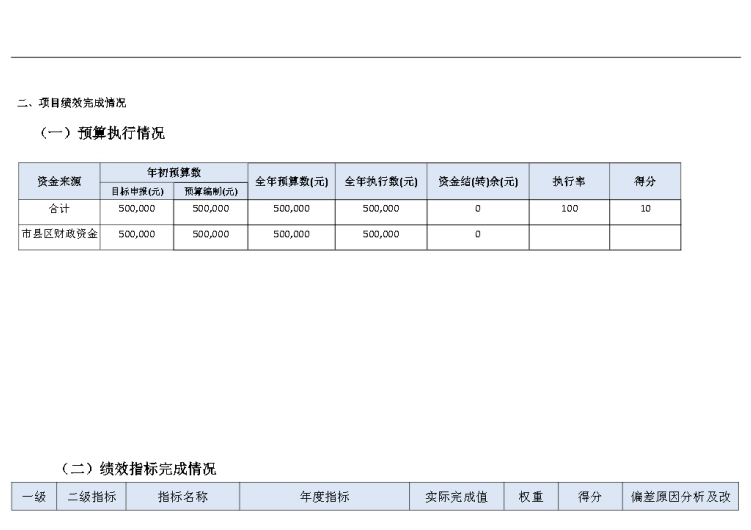 二、项目绩效完成情况
（一）预算执行情况
资金来源 年初预算数 全年预算数(元) 全年执行数(元) 资金结(转)余(元) 执行率 得分
目标申报(元) 预算编制(元)
合计 500,000 500,000 500,000 500,000 0 100 10
市县区财政资金 500,000 500,000 500,000 500,000 0
（二）绩效指标完成情况
一级 二级指标 指标名称 年度指标 实际完成值 权重 得分 偏差原因分析及改